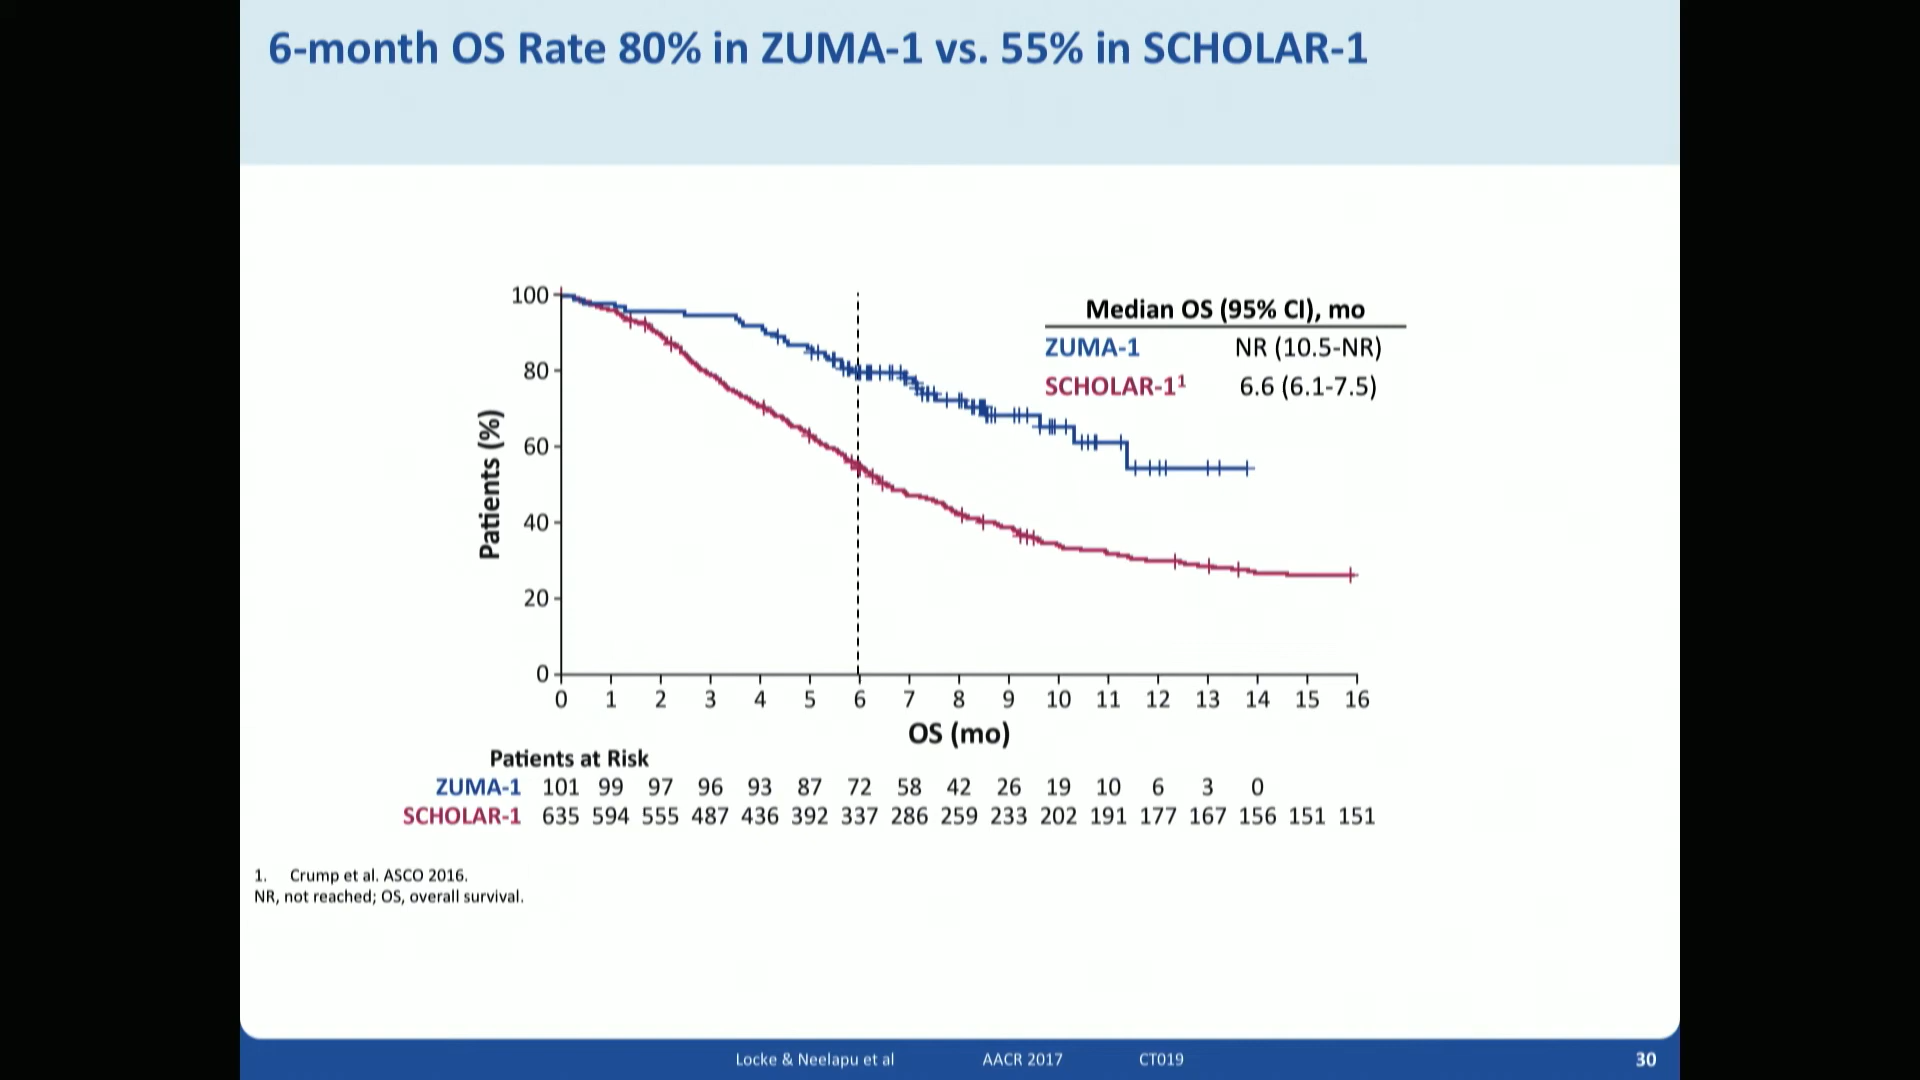 6-month OS Rate 80% in ZUMA-1 vs. 55% in SCHOLAR-1
Median OS (95% CI), mo
ZUMA-1 NR (10.5-NR)
SCHOLAR-1¹ 6.6 (6.1-7.5)
Patients (%)
100
80
60
40
20
0
0 1 2 3 4 5 6 7 8 9 10 11 12 13 14 15 16
OS (mo)
Patients at Risk
ZUMA-1 101 99 97 96 93 87 72 58 42 26 19 10 6 3 0
SCHOLAR-1 635 594 555 487 436 392 337 286 259 233 202 191 177 167 156 151 151
1. Crump et al. ASCO 2016.
NR, not reached; OS, overall survival.
Locke & Neelapu et al AACR 2017 CT019 30